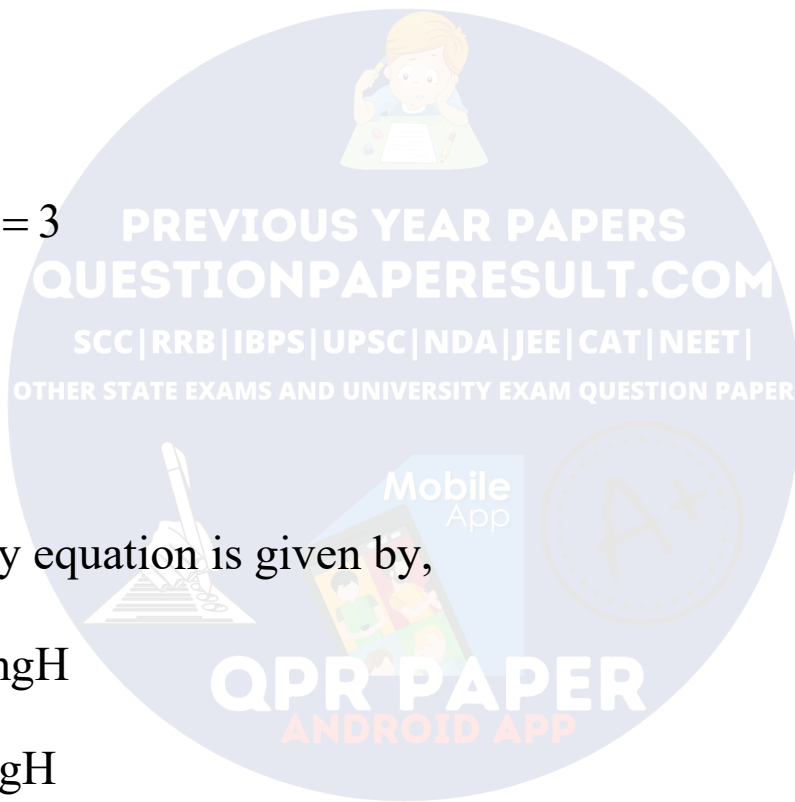 = 3
PREVIOUS YEAR PAPERS
QUESTIONPAPERESULT.COM
SCC|RRB|IBPS|UPSC|NDA|JEE|CAT|NEET|
OTHER STATE EXAMS AND UNIVERSITY EXAM QUESTION PAPER
Mobile
App
A+
y equation is given by,
ngH
QPR PAPER
ANDROID APP
gH